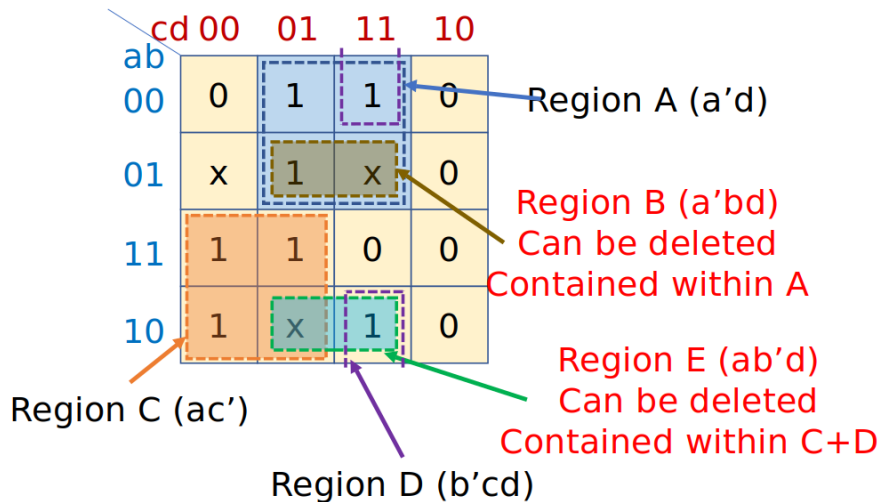 cd 00 01 11 10
ab
00 0 1 1 0
Region A (a’d)
01 x 1 x 0
Region B (a’bd)
Can be deleted
Contained within A
11 1 1 0 0
10 1 x 1 0
Region E (ab’d)
Can be deleted
Contained within C+D
Region C (ac’)
Region D (b’cd)